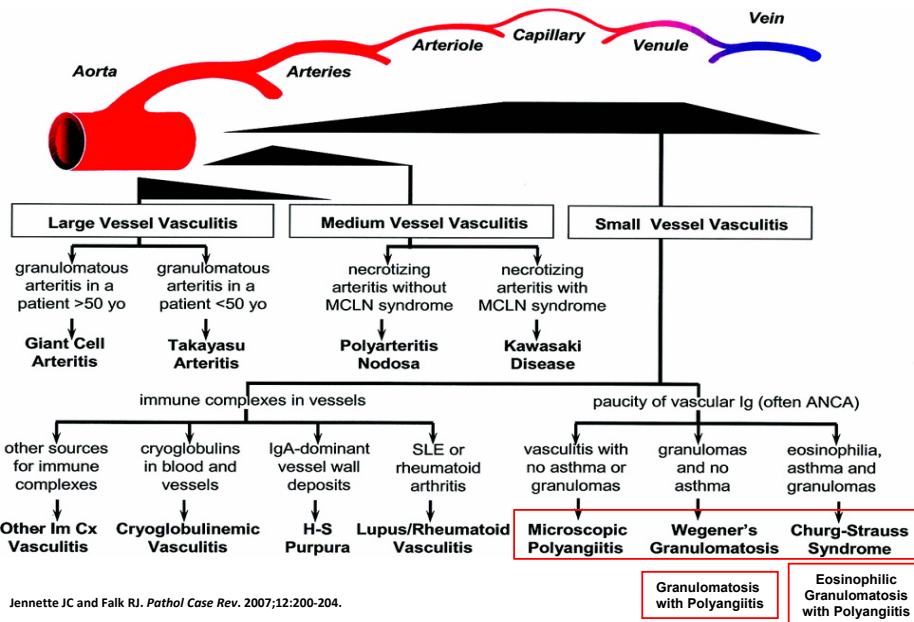 Aorta
Arteries
Arteriole
Capillary
Venule
Vein
Large Vessel Vasculitis
Medium Vessel Vasculitis
Small Vessel Vasculitis
granulomatous
arteritis in a
patient >50 yo
Giant Cell
Arteritis
granulomatous
arteritis in a
patient <50 yo
Takayasu
Arteritis
necrotizing
arteritis without
MCLN syndrome
Polyarteritis
Nodosa
necrotizing
arteritis with
MCLN syndrome
Kawasaki
Disease
immune complexes in vessels
paucity of vascular Ig (often ANCA)
other sources
for immune
complexes
Other Im Cx
Vasculitis
cryoglobulins
in blood and
vessels
Cryoglobulinemic
Vasculitis
IgA-dominant
vessel wall
deposits
H-S
Purpura
SLE or
rheumatoid
arthritis
Lupus/Rheumatoid
Vasculitis
vasculitis with
no asthma or
granulomas
Microscopic
Polyangiitis
granulomas
and no
asthma
Wegener's
Granulomatosis
eosinophilia,
asthma and
granulomas
Churg-Strauss
Syndrome
Granulomatosis
with Polyangiitis
Eosinophilic
Granulomatosis
with Polyangiitis
Jennette JC and Falk RJ. Pathol Case Rev. 2007;12:200-204.